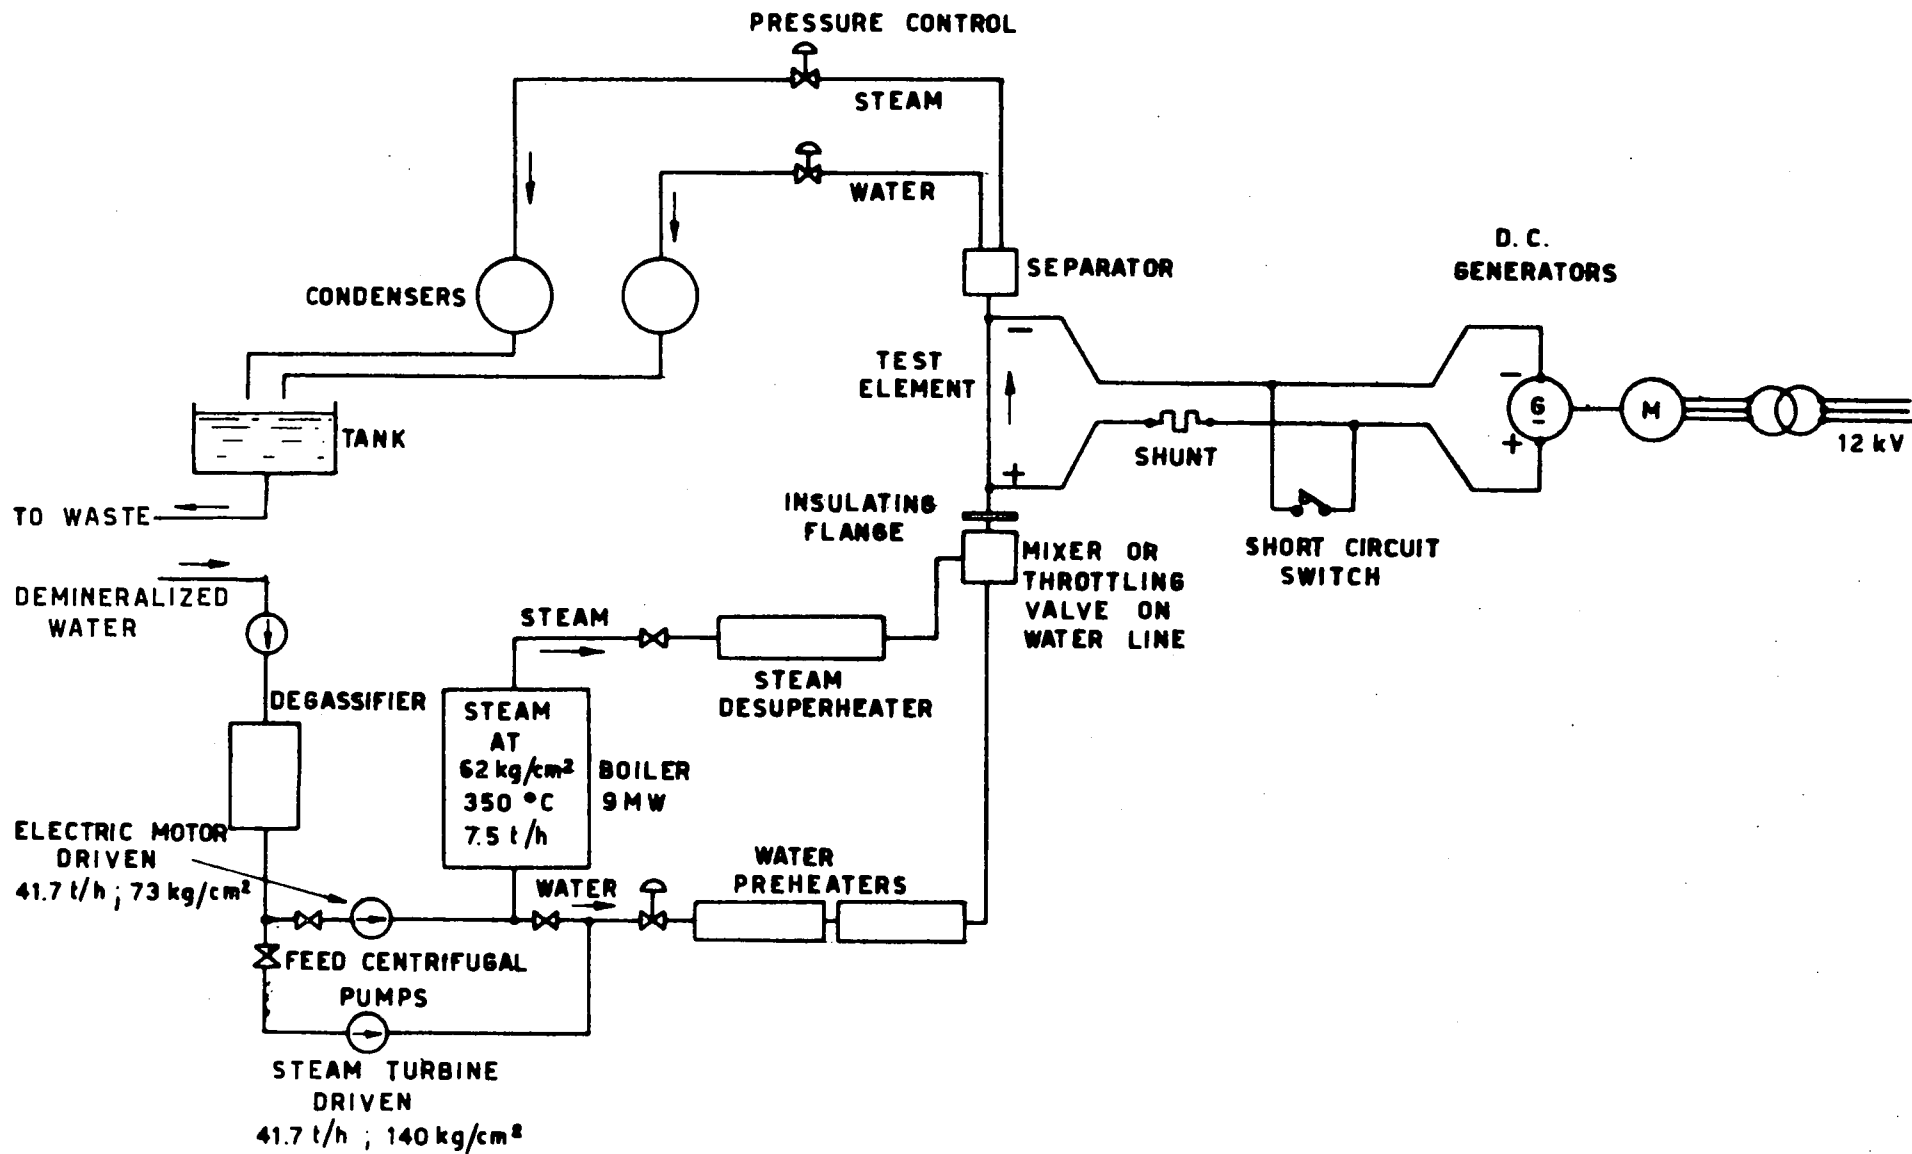 PRESSURE CONTROL
STEAM
WATER
CONDENSERS
SEPARATOR
D.C.
GENERATORS
TEST
ELEMENT
-
-
G
-
M
TANK
+
+
12 kV
SHUNT
TO WASTE
INSULATING
FLANGE
SHORT CIRCUIT
SWITCH
MIXER OR
THROTTLING
VALVE ON
WATER LINE
DEMINERALIZED
WATER
STEAM
STEAM
DESUPERHEATER
DEGASSIFIER
STEAM
AT
62 kg/cm²
350 °C
7.5 t/h
BOILER
9 MW
ELECTRIC MOTOR
DRIVEN
41.7 t/h ; 73 kg/cm²
WATER
WATER
PREHEATERS
FEED CENTRIFUGAL
PUMPS
STEAM TURBINE
DRIVEN
41.7 t/h ; 140 kg/cm²